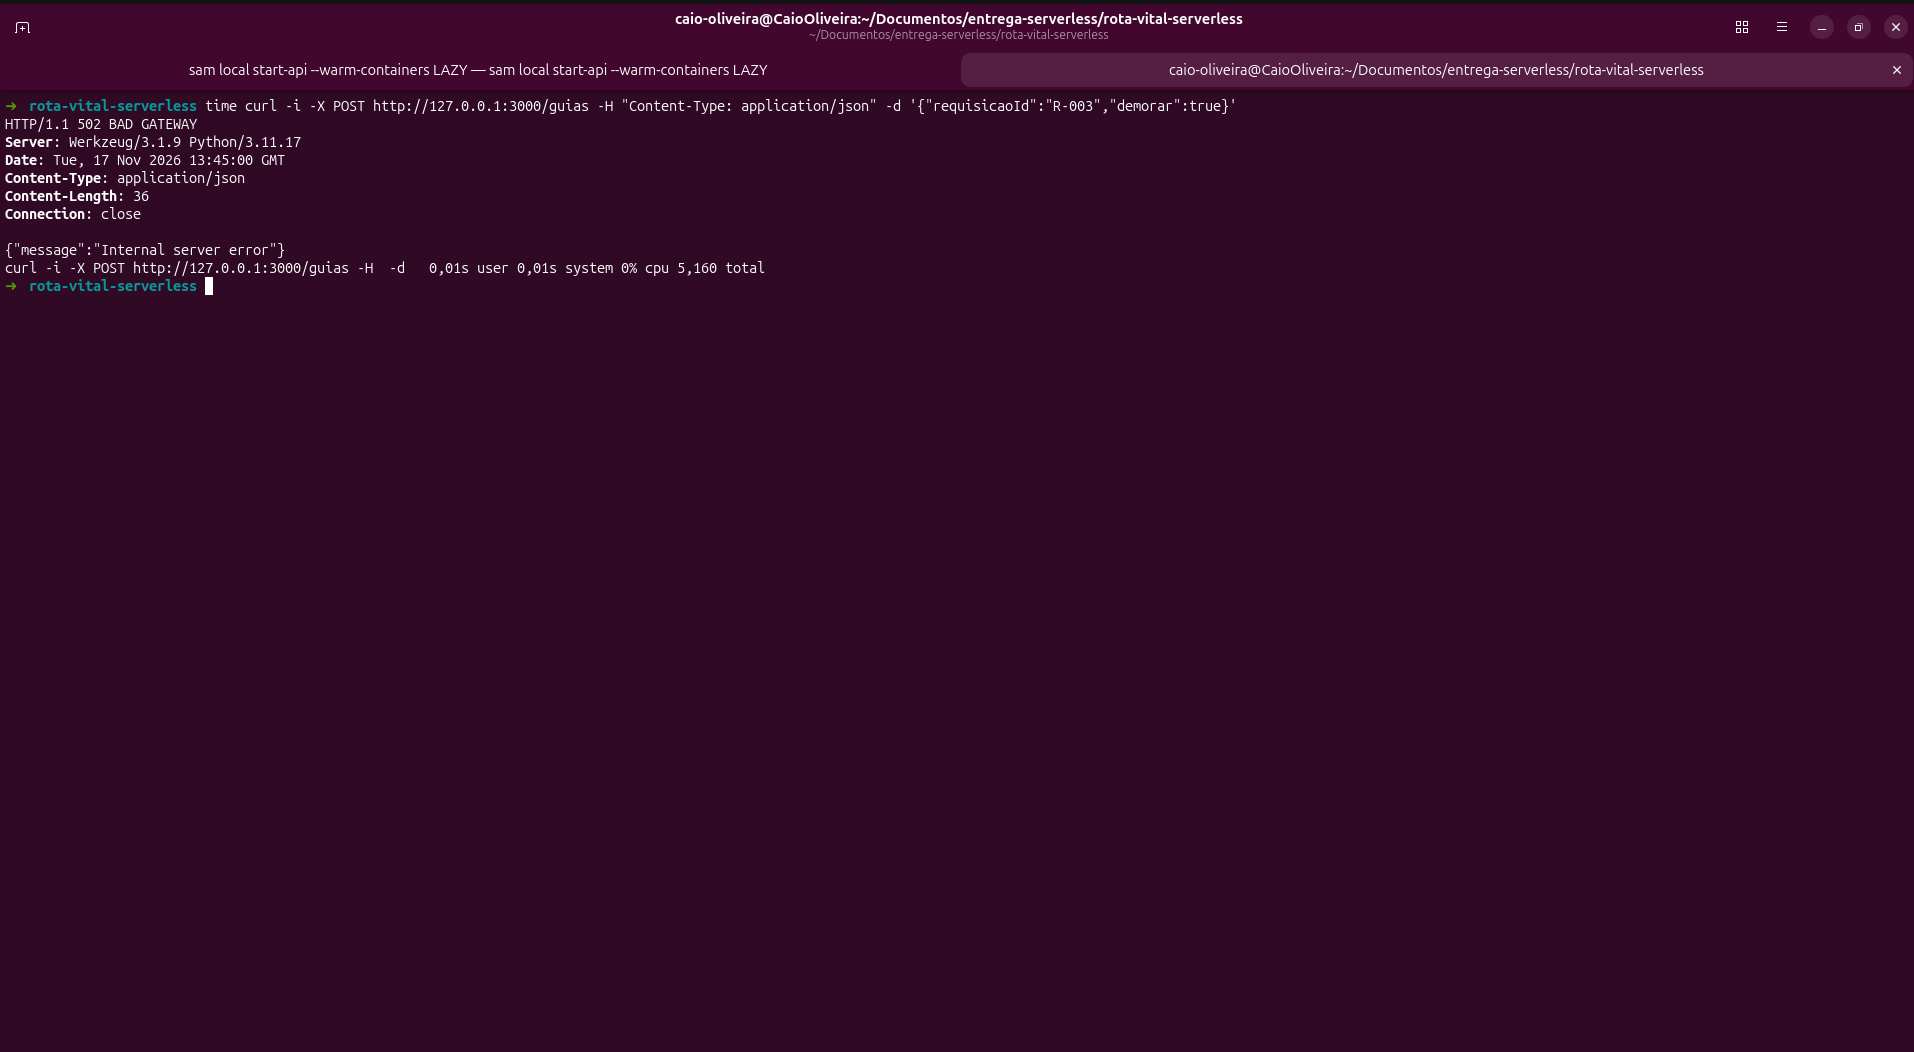 caio-oliveira@CaioOliveira:~/Documentos/entrega-serverless/rota-vital-serverless
~/Documentos/entrega-serverless/rota-vital-serverless
sam local start-api --warm-containers LAZY — sam local start-api --warm-containers LAZY
caio-oliveira@CaioOliveira:~/Documentos/entrega-serverless/rota-vital-serverless
➜  rota-vital-serverless time curl -i -X POST http://127.0.0.1:3000/guias -H "Content-Type: application/json" -d '{"requisicaoId":"R-003","demorar":true}'
HTTP/1.1 502 BAD GATEWAY
Server: Werkzeug/3.1.9 Python/3.11.17
Date: Tue, 17 Nov 2026 13:45:00 GMT
Content-Type: application/json
Content-Length: 36
Connection: close
{"message":"Internal server error"}
curl -i -X POST http://127.0.0.1:3000/guias -H  -d   0,01s user 0,01s system 0% cpu 5,160 total
➜  rota-vital-serverless